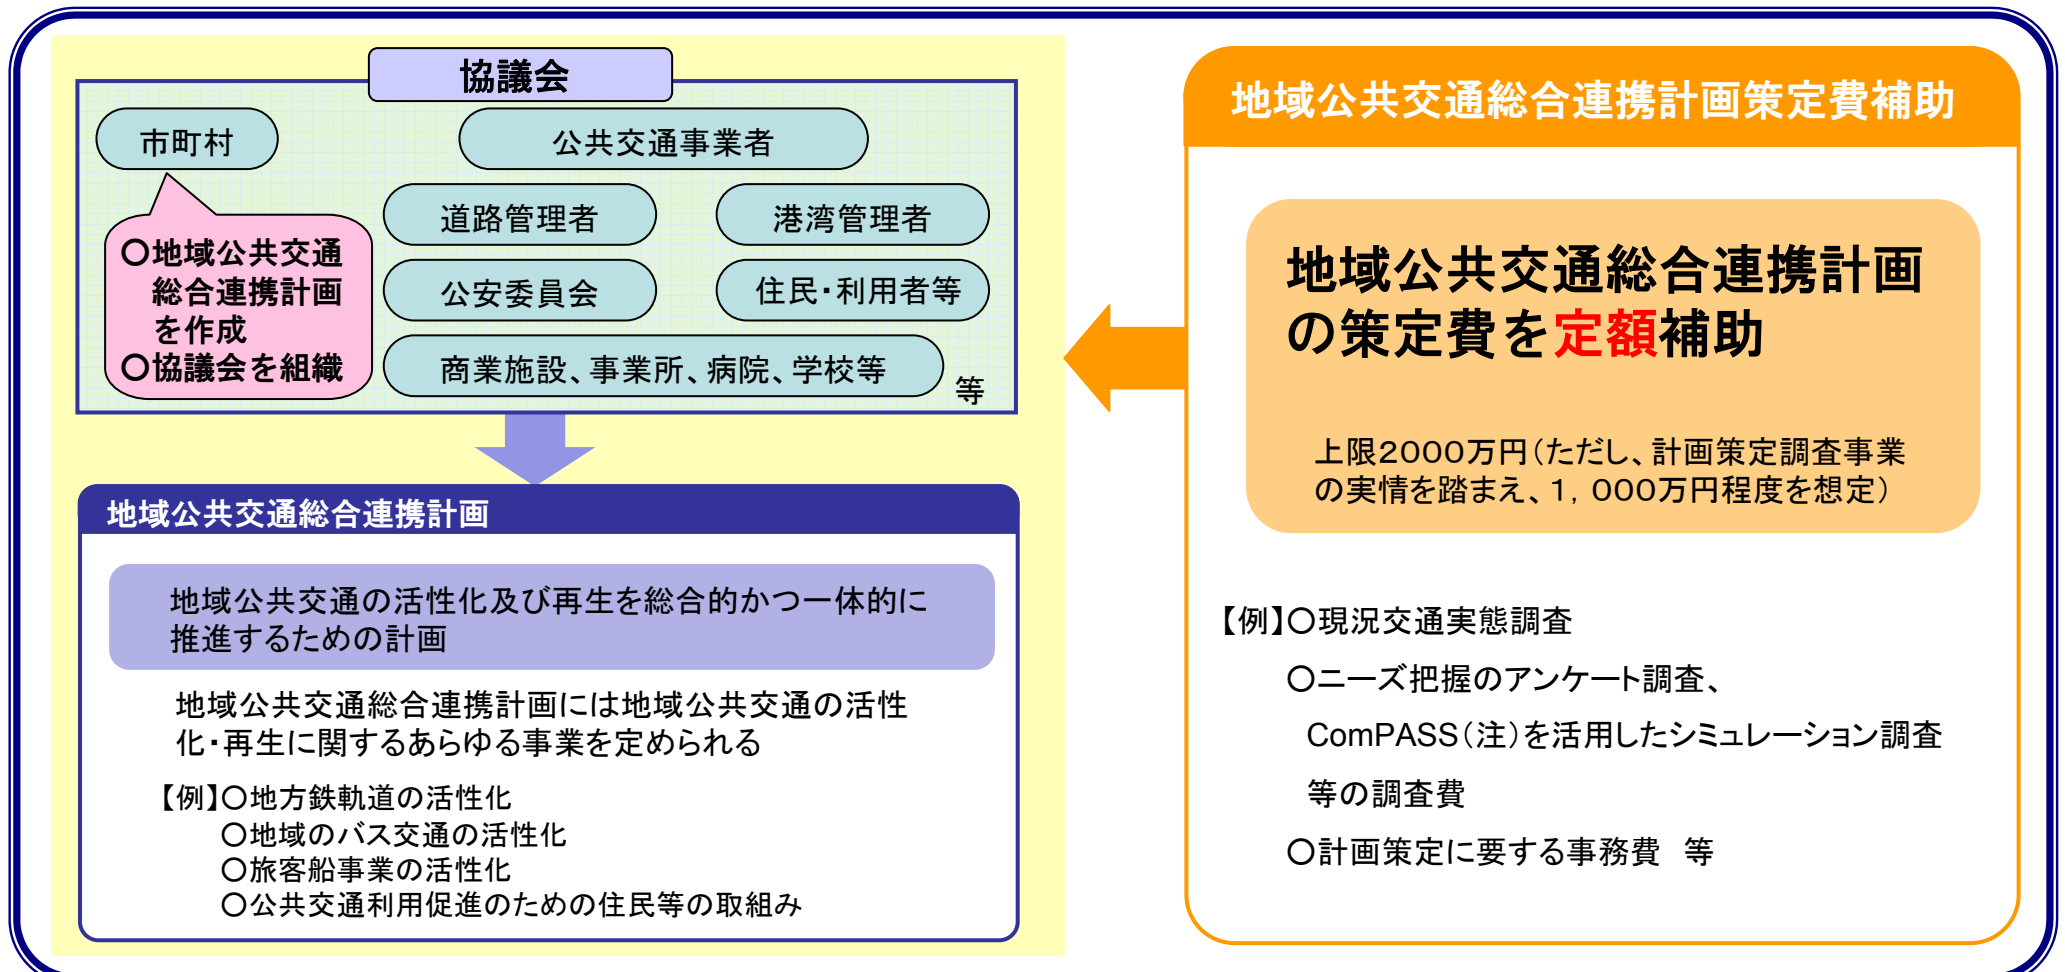 協議会
市町村
公共交通事業者
道路管理者
港湾管理者
公安委員会
住民・利用者等
商業施設、事業所、病院、学校等
等
〇地域公共交通
総合連携計画
を作成
〇協議会を組織
地域公共交通総合連携計画
地域公共交通の活性化及び再生を総合的かつ一体的に
推進するための計画
地域公共交通総合連携計画には地域公共交通の活性
化・再生に関するあらゆる事業を定められる
【例】〇地方鉄軌道の活性化
〇地域のバス交通の活性化
〇旅客船事業の活性化
〇公共交通利用促進のための住民等の取組み
地域公共交通総合連携計画策定費補助
地域公共交通総合連携計画
の策定費を定額補助
上限2000万円（ただし、計画策定調査事業
の実情を踏まえ、1，000万円程度を想定）
【例】〇現況交通実態調査
〇ニーズ把握のアンケート調査、
ComPASS（注）を活用したシミュレーション調査
等の調査費
〇計画策定に要する事務費　等